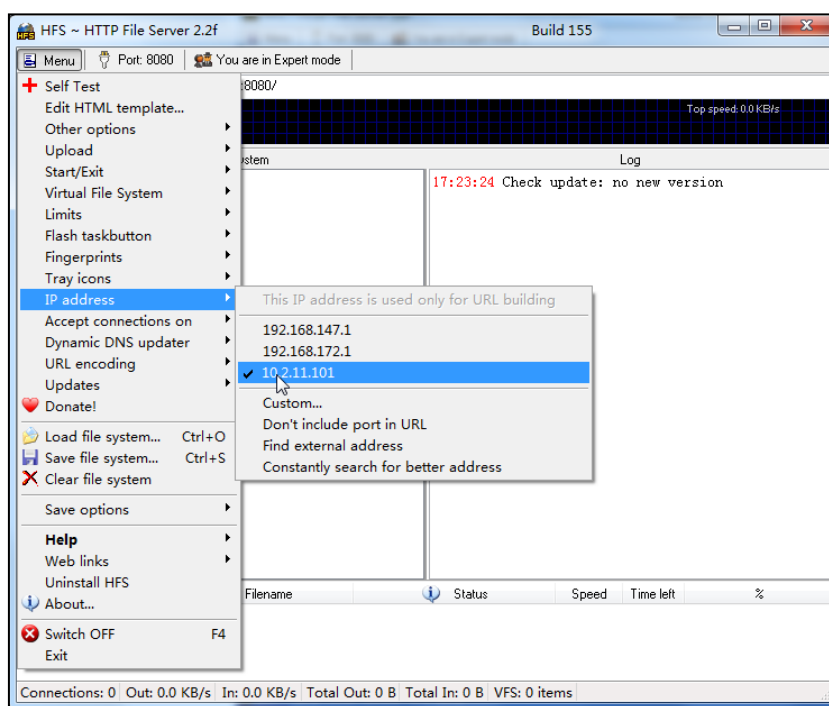 HFS ~ HTTP File Server 2.2f Build 155
Menu Port: 8080 You are in Expert mode
Self Test
:8080/
Edit HTML template...
Top speed: 0.0 KB/s
Other options
Upload
Log
Start/Exit
17:23:24 Check update: no new version
Virtual File System
Limits
Flash taskbutton
Fingerprints
Tray icons
IP address
This IP address is used only for URL building
Accept connections on
192.168.147.1
Dynamic DNS updater
192.168.172.1
URL encoding
10.2.11.101
Updates
Donate!
Custom...
Don't include port in URL
Load file system... Ctrl+O
Find external address
Save file system... Ctrl+S
Constantly search for better address
Clear file system
Save options
Help
Web links
Uninstall HFS
Filename Status Speed Time left %
About...
Switch OFF F4
Exit
Connections: 0 Out: 0.0 KB/s In: 0.0 KB/s Total Out: 0 B Total In: 0 B VFS: 0 items